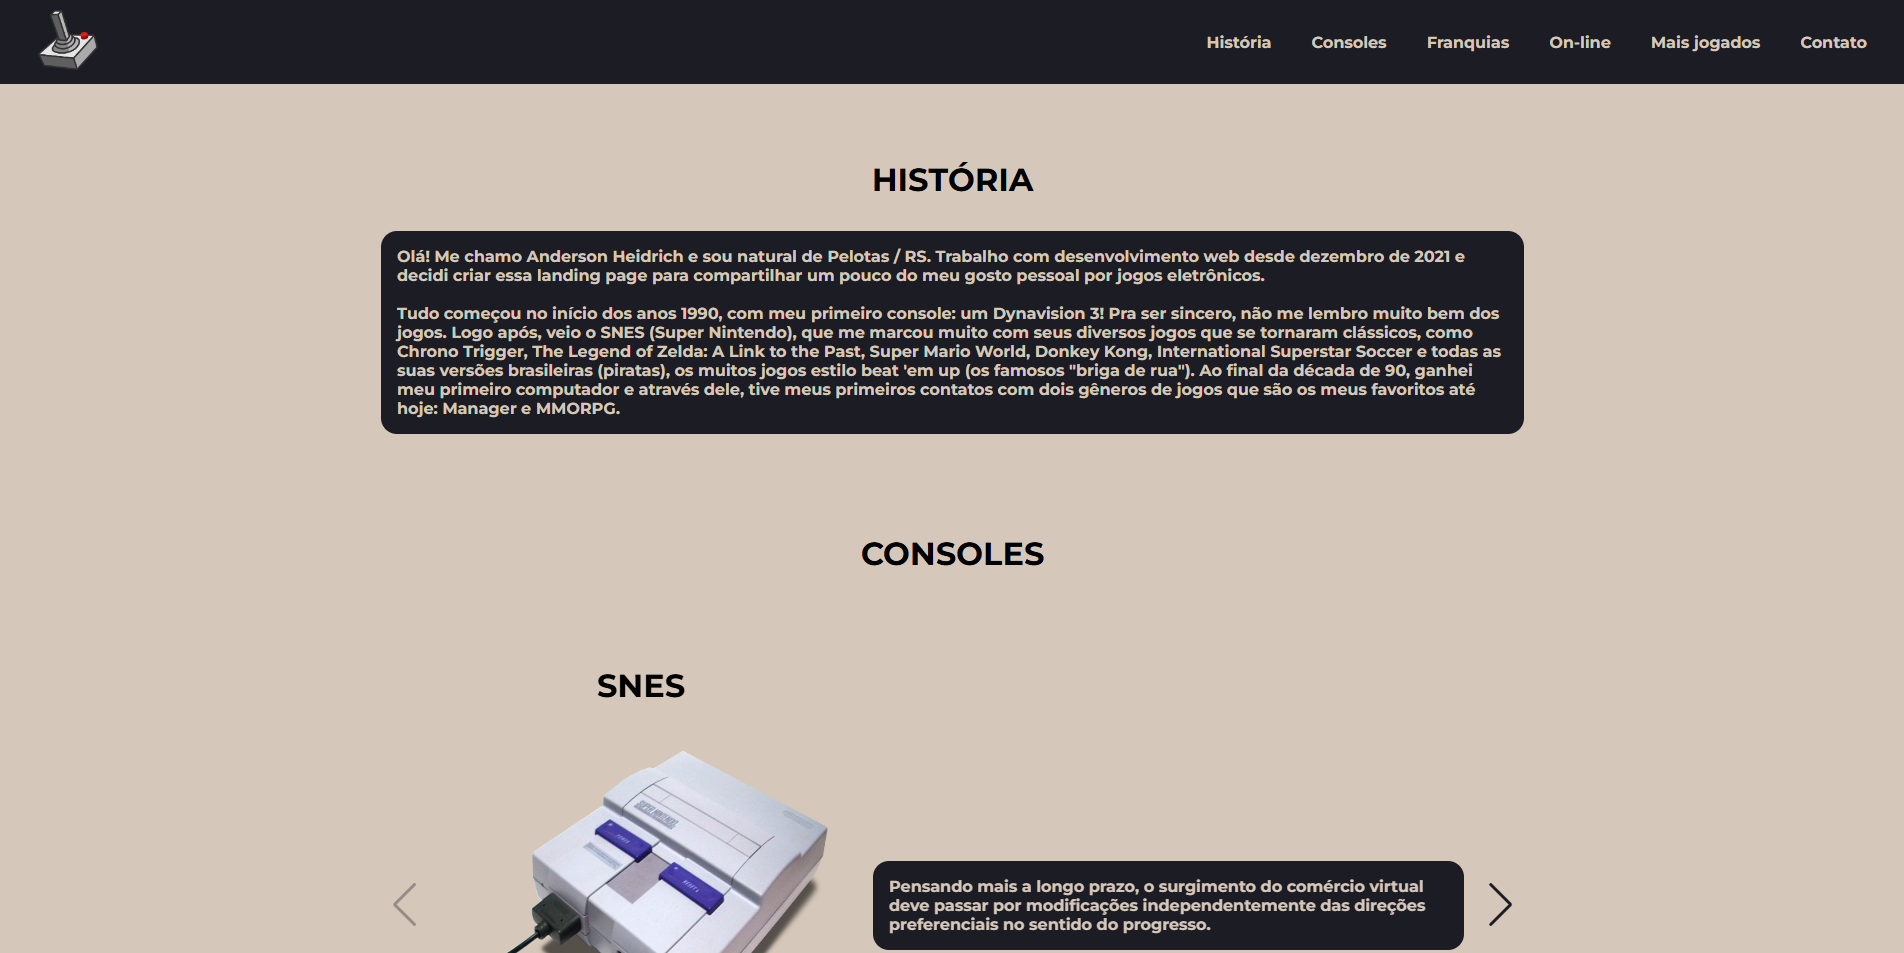 História Consoles Franquias On-line Mais jogados Contato
HISTÓRIA
Olá! Me chamo Anderson Heidrich e sou natural de Pelotas / RS. Trabalho com desenvolvimento web desde dezembro de 2021 e
decidi criar essa landing page para compartilhar um pouco do meu gosto pessoal por jogos eletrônicos.
Tudo começou no início dos anos 1990, com meu primeiro console: um Dynavision 3! Pra ser sincero, não me lembro muito bem dos
jogos. Logo após, veio o SNES (Super Nintendo), que me marcou muito com seus diversos jogos que se tornaram clássicos, como
Chrono Trigger, The Legend of Zelda: A Link to the Past, Super Mario World, Donkey Kong, International Superstar Soccer e todas as
suas versões brasileiras (piratas), os muitos jogos estilo beat 'em up (os famosos "briga de rua"). Ao final da década de 90, ganhei
meu primeiro computador e através dele, tive meus primeiros contatos com dois gêneros de jogos que são os meus favoritos até
hoje: Manager e MMORPG.
CONSOLES
SNES
SUPER NINTENDO
POWER
RESET
Pensando mais a longo prazo, o surgimento do comércio virtual
deve passar por modificações independentemente das direções
preferenciais no sentido do progresso.